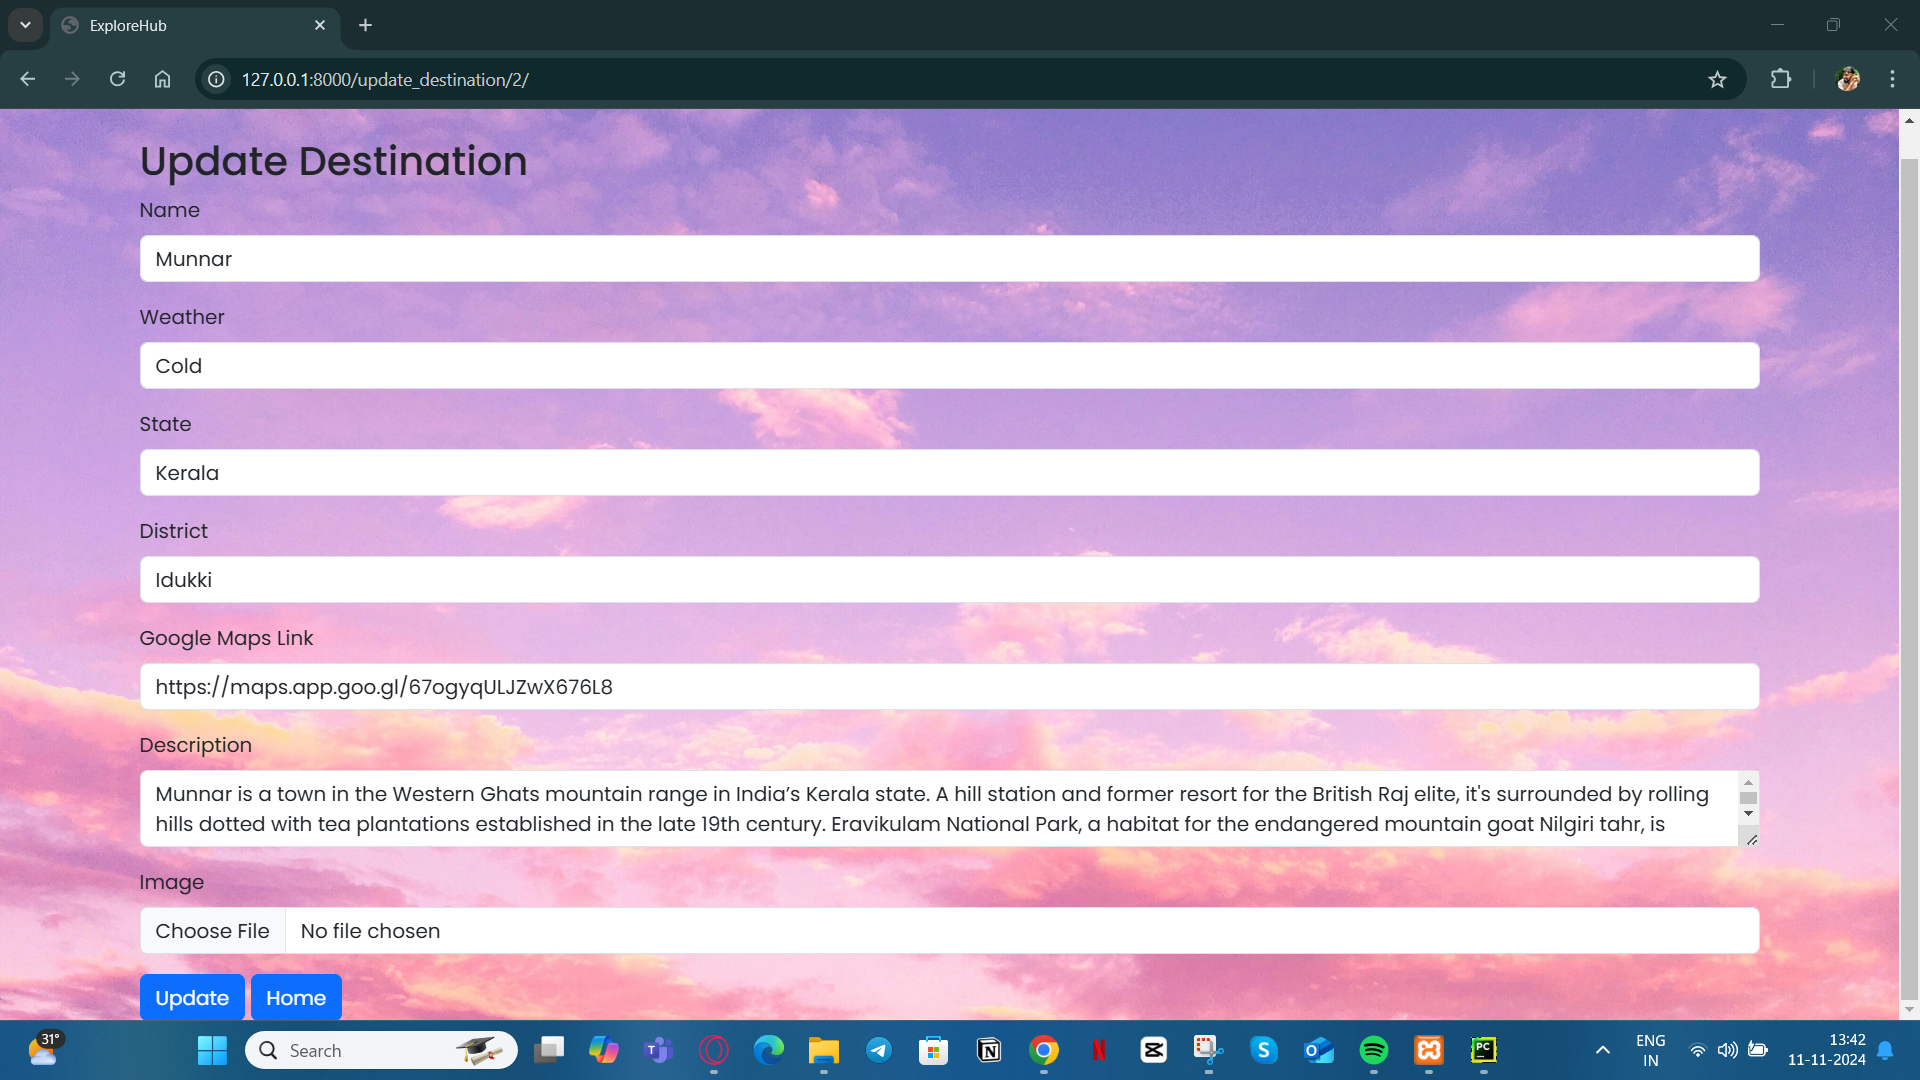 ExploreHub
127.0.0.1:8000/update_destination/2/
Update Destination
Name
Munnar
Weather
Cold
State
Kerala
District
Idukki
Google Maps Link
https://maps.app.goo.gl/67ogyqULJZwX676L8
Description
Munnar is a town in the Western Ghats mountain range in India’s Kerala state. A hill station and former resort for the British Raj elite, it's surrounded by rolling
hills dotted with tea plantations established in the late 19th century. Eravikulam National Park, a habitat for the endangered mountain goat Nilgiri tahr, is
Image
Choose File No file chosen
Update Home
31°
Search
ENG
IN
13:42
11-11-2024